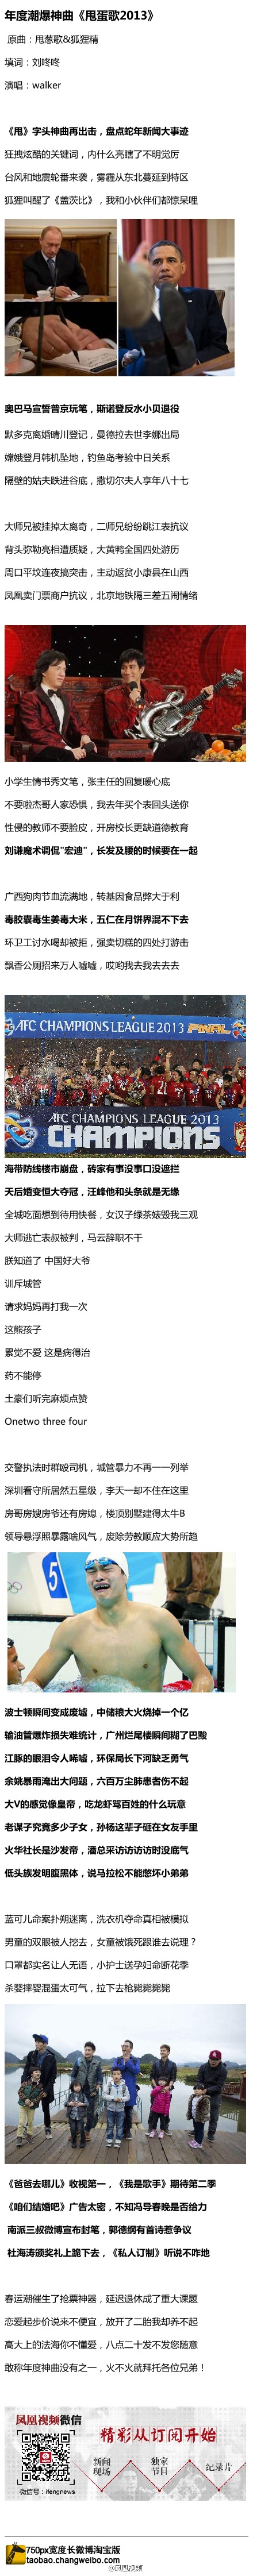 年度潮爆神曲《甩蛋歌2013》
原曲：甩葱歌&狐狸精
填词：刘咚咚
演唱：walker
《甩》字头神曲再出击，盘点蛇年新闻大事迹
狂拽炫酷的关键词，内什么亮瞎了不明觉厉
台风和地震轮番来袭，雾霾从东北蔓延到特区
狐狸叫醒了《盖茨比》，我和小伙伴们都惊呆哩
奥巴马宣誓普京玩笔，斯诺登反水小贝退役
默多克离婚晴川登记，曼德拉去世李娜出局
嫦娥登月韩机坠地，钓鱼岛考验中日关系
隔壁的姑夫跌进谷底，撒切尔夫人享年八十七
大师兄被挂掉太离奇，二师兄纷纷跳江表抗议
背头弥勒亮相遭质疑，大黄鸭全国四处游历
周口平坟连夜搞突击，主动返贫小康县在山西
凤凰卖门票商户抗议，北京地铁隔三差五闹情绪
小学生情书秀文笔，张主任的回复暖心底
不要啦杰哥人家恐惧，我去年买个表回头送你
性侵的教师不要脸皮，开房校长更缺道德教育
刘谦魔术调侃"宏迪"，长发及腰的时候要在一起
广西狗肉节血流满地，转基因食品弊大于利
毒胶囊毒生姜毒大米，五仁在月饼界混不下去
环卫工讨水喝却被拒，强卖切糕的四处打游击
飘香公厕招来万人嘘嘘，哎哟我去我去去去
AFC CHAMPIONS LEAGUE 2013 FINAL
AFC CHAMPIONS LEAGUE 2013
CHAMPIONS
海带防线楼市崩盘，砖家有事没事口没遮拦
天后婚变恒大夺冠，汪峰他和头条就是无缘
全城吃面想到待用快餐，女汉子绿茶婊毁我三观
大师逃亡表叔被判，马云辞职不干
朕知道了 中国好大爷
训斥城管
请求妈妈再打我一次
这熊孩子
累觉不爱 这是病得治
药不能停
土豪们听完麻烦点赞
Onetwo three four
交警执法时群殴司机，城管暴力不再一一列举
深圳看守所居然五星级，李天一却不住在这里
房哥房嫂房爷还有房媳，楼顶别墅建得太牛B
领导悬浮照暴露啥风气，废除劳教顺应大势所趋
波士顿瞬间变成废墟，中储粮大火烧掉一个亿
输油管爆炸损失难统计，广州烂尾楼瞬间糊了巴黢
江豚的眼泪令人唏嘘，环保局长下河缺乏勇气
余姚暴雨淹出大问题，六百万尘肺患者伤不起
大V的感觉像皇帝，吃龙虾骂百姓的什么玩意
老谋子究竟多少子女，孙杨这辈子砸在女友手里
火华社长是沙发帝，潘总采访访访访时没底气
低头族发明腹黑体，说马拉松不能憋坏小弟弟
蓝可儿命案扑朔迷离，洗衣机夺命真相被模拟
男童的双眼被人挖去，女童被饿死跟谁去说理？
口罩都实名让人无语，小护士送孕妇命断花季
杀婴摔婴混蛋太可气，拉下去枪毙毙毙毙
《爸爸去哪儿》收视第一，《我是歌手》期待第二季
《咱们结婚吧》广告太密，不知冯导春晚是否给力
南派三叔微博宣布封笔，郭德纲有首诗惹争议
杜海涛颁奖礼上跪下去，《私人订制》听说不咋地
春运潮催生了抢票神器，延迟退休成了重大课题
恋爱起步价说来不便宜，放开了二胎我却养不起
高大上的法海你不懂爱，八点二十发不发您随意
敢称年度神曲没有之一，火不火就拜托各位兄弟！
凤凰视频微信
精彩从订阅开始
新闻现场
独家节目
纪录片
微信号：ifengnews
750px宽度长微博淘宝版
taobao.changweibo.com
@凤凰视频